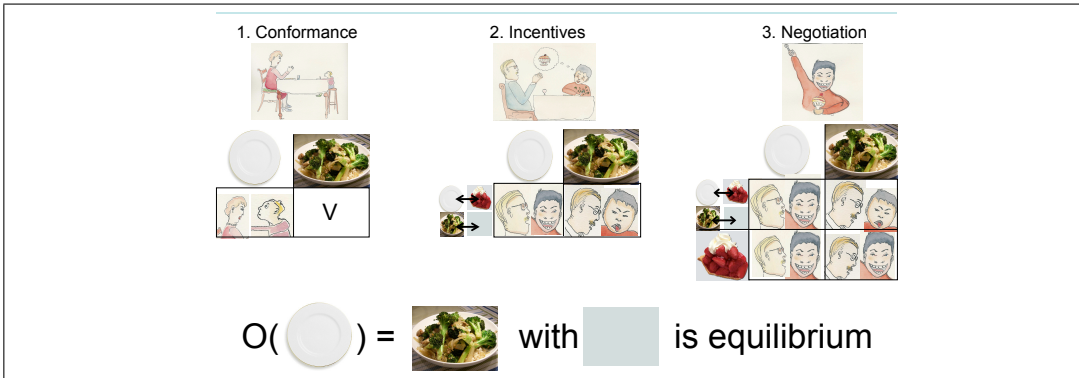 1. Conformance
2. Incentives
3. Negotiation
V
O( ) = with is equilibrium